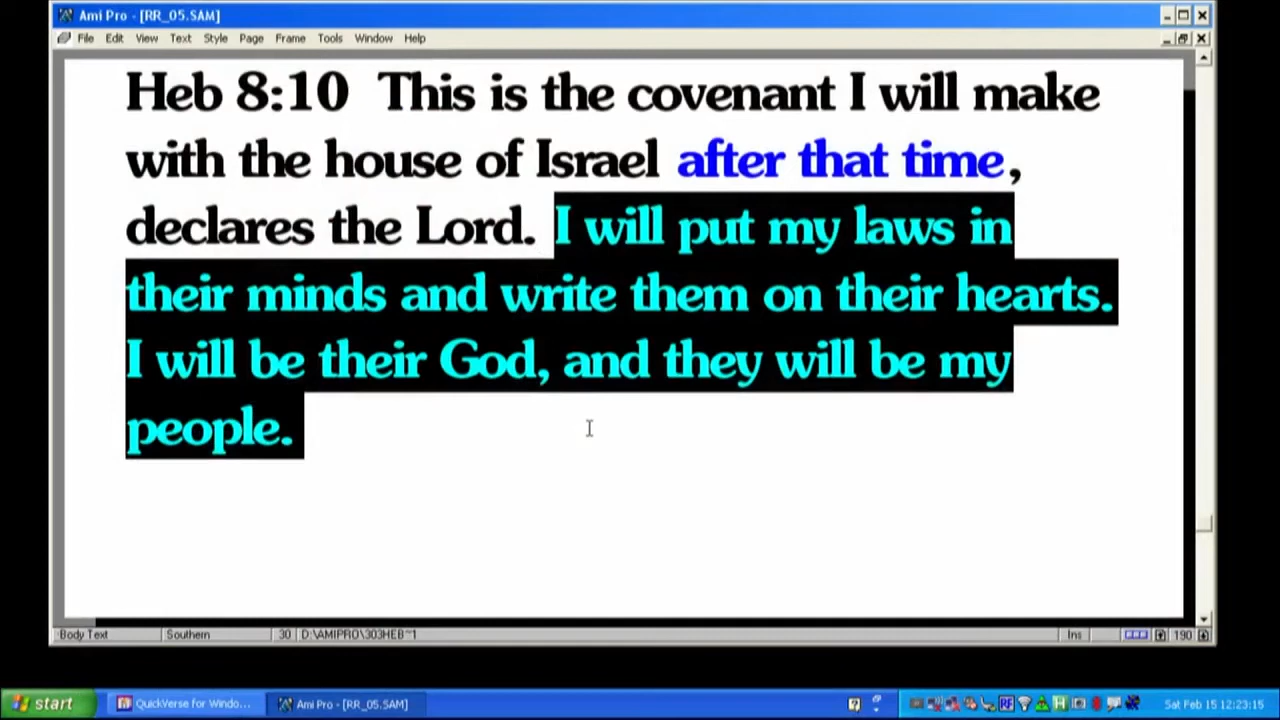 Ami Pro - [RR_05.SAM]
File Edit View Text Style Page Frame Tools Window Help
Heb 8:10  This is the covenant I will make
with the house of Israel after that time,
declares the Lord. I will put my laws in
their minds and write them on their hearts.
I will be their God, and they will be my
people.
Body Text Southern 30 D:\AMIPRO\303HEB~1 Ins 190
start QuickVerse for Windo... Ami Pro - [RR_05.SAM] RF H Sat Feb 15 12:23:15